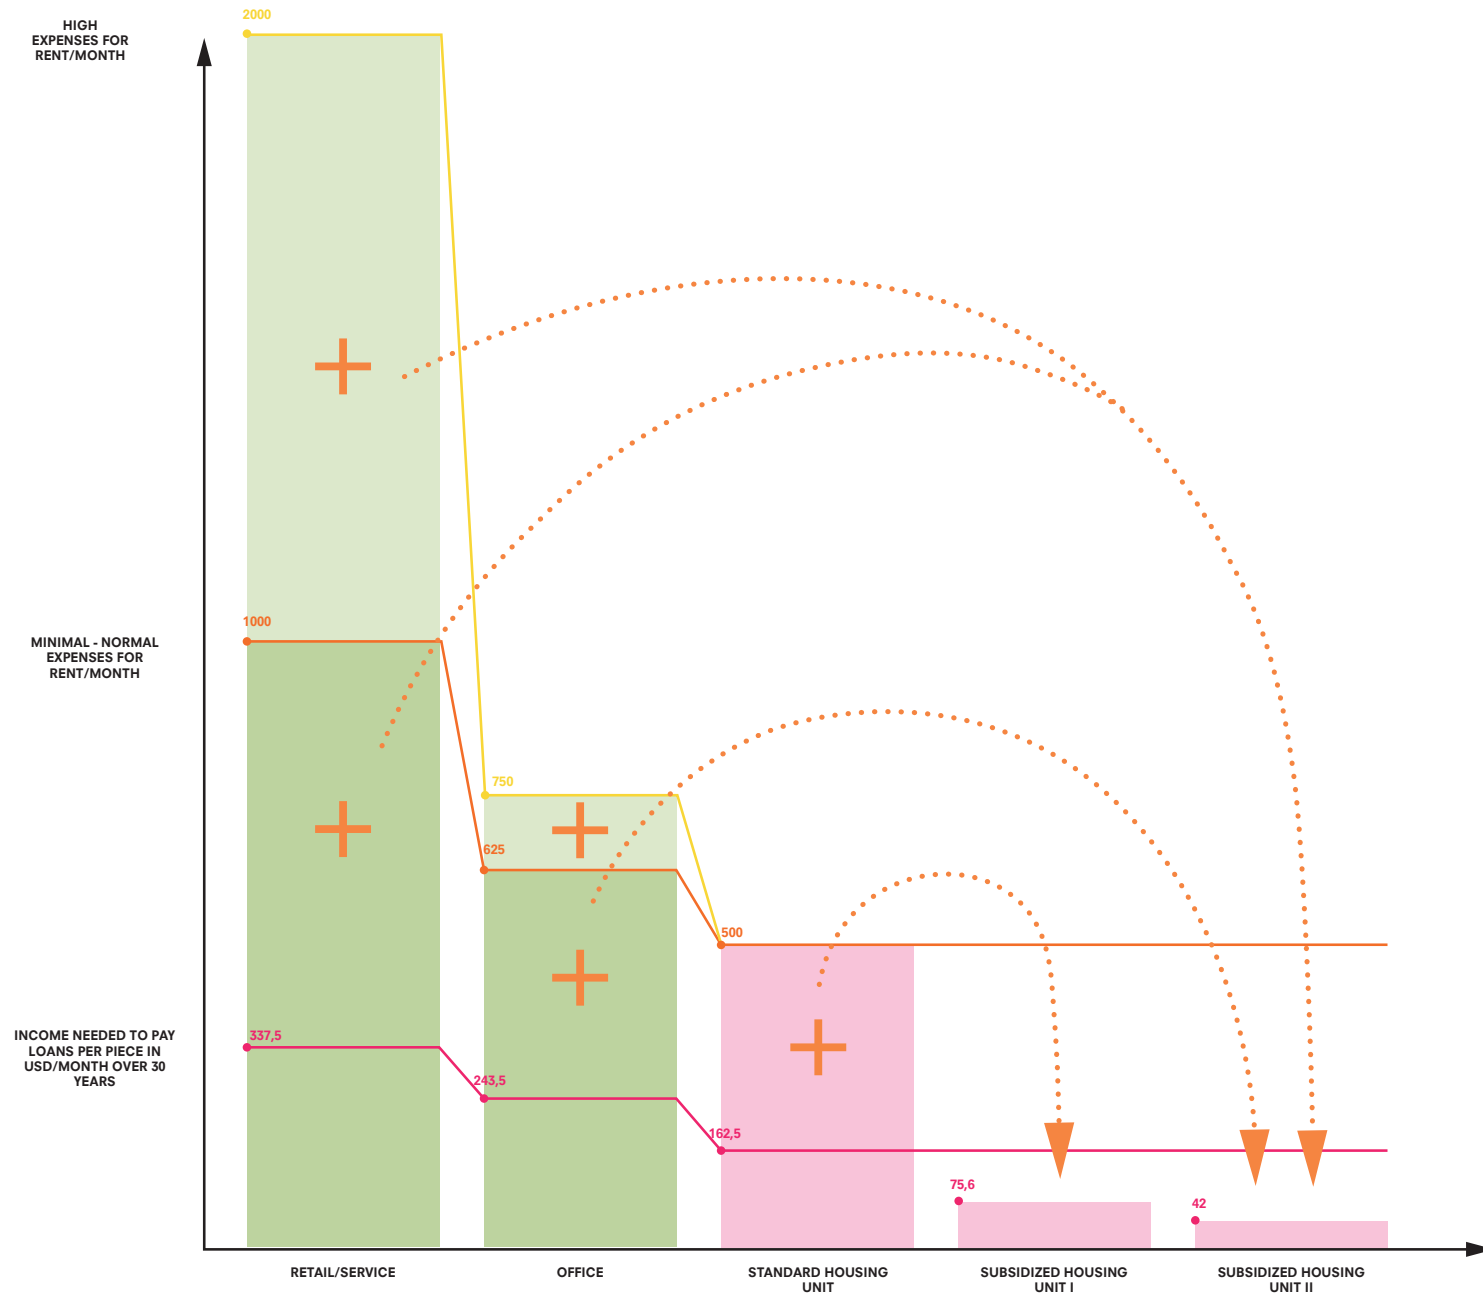 HIGH
EXPENSES FOR
RENT/MONTH
2000
1000
MINIMAL - NORMAL
EXPENSES FOR
RENT/MONTH
750
625
500
INCOME NEEDED TO PAY
LOANS PER PIECE IN
USD/MONTH OVER 30
YEARS
337,5
243,5
162,5
75,6
42
RETAIL/SERVICE
OFFICE
STANDARD HOUSING
UNIT
SUBSIDIZED HOUSING
UNIT I
SUBSIDIZED HOUSING
UNIT II